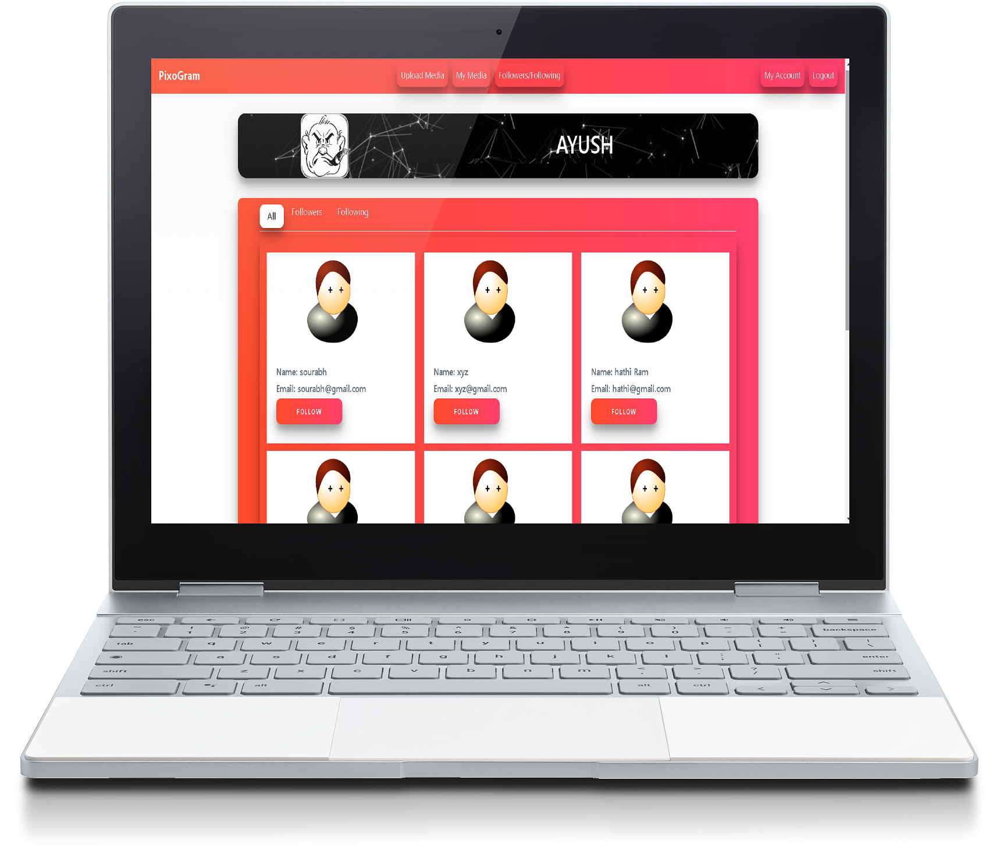 PixoGram Upload Media My Media Followers/Following My Account Logout
AYUSH
All Followers Following
Name: sourabh
Email: sourabh@gmail.com
FOLLOW
Name: xyz
Email: xyz@gmail.com
FOLLOW
Name: hathi Ram
Email: hathi@gmail.com
FOLLOW
esc
~ ! @ # $ % ^ & * ( ) - +
1 2 3 4 5 6 7 8 9 0 - = backspace
tab q w e r t y u i o p { [ } ] | \
a s d f g h j k l : ; " ' enter
shift z x c v b n m < , > . ? / shift
ctrl alt alt ctrl